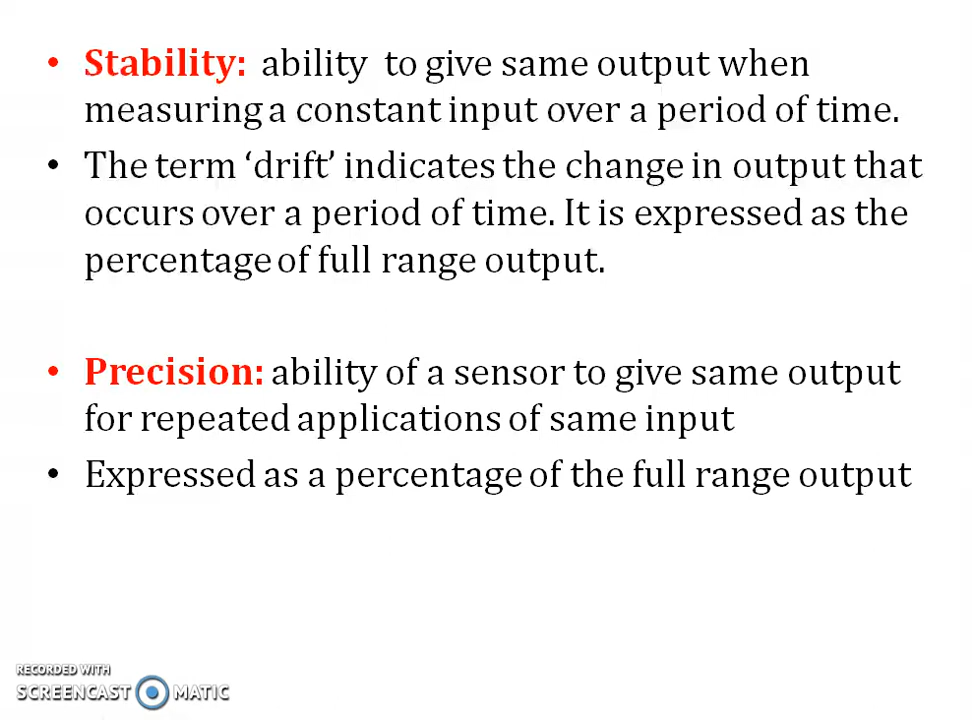 • Stability: ability to give same output when
measuring a constant input over a period of time.
• The term ‘drift’ indicates the change in output that
occurs over a period of time. It is expressed as the
percentage of full range output.
• Precision: ability of a sensor to give same output
for repeated applications of same input
• Expressed as a percentage of the full range output
RECORDED WITH
SCREENCAST MATIC